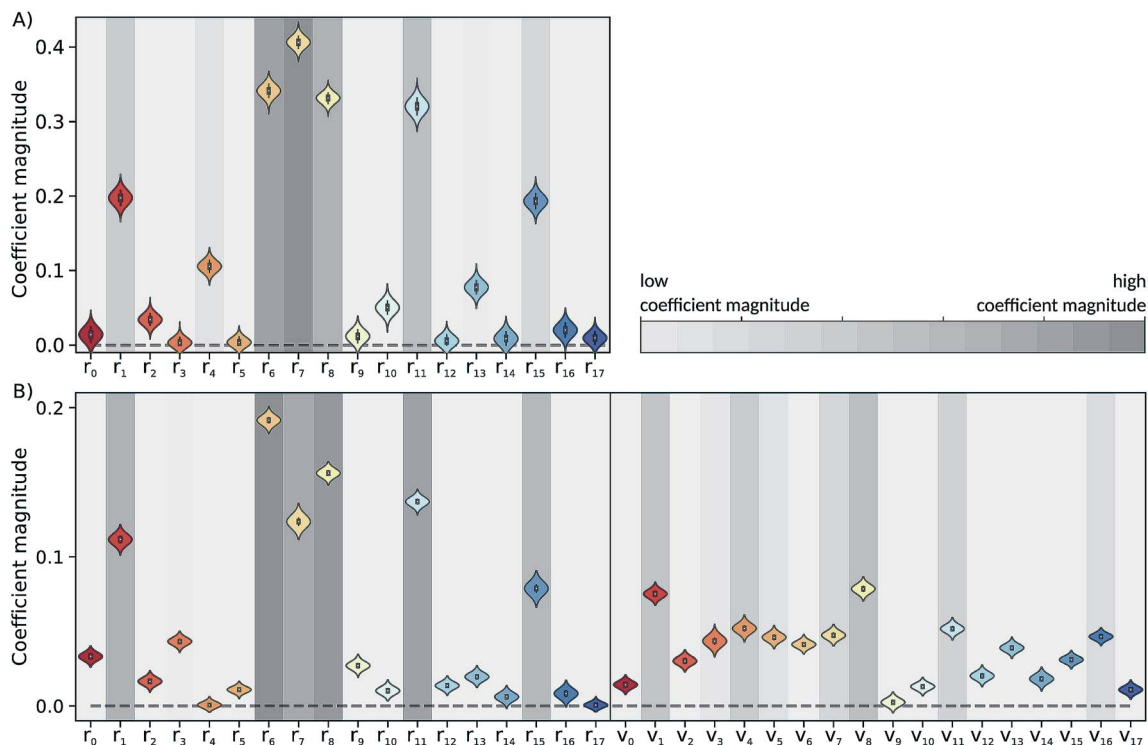 A)
Coefficient magnitude
0.4
0.3
0.2
0.1
0.0
r₀ r₁ r₂ r₃ r₄ r₅ r₆ r₇ r₈ r₉ r₁₀ r₁₁ r₁₂ r₁₃ r₁₄ r₁₅ r₁₆ r₁₇
low high
coefficient magnitude coefficient magnitude
B)
Coefficient magnitude
0.2
0.1
0.0
r₀ r₁ r₂ r₃ r₄ r₅ r₆ r₇ r₈ r₉ r₁₀ r₁₁ r₁₂ r₁₃ r₁₄ r₁₅ r₁₆ r₁₇ v₀ v₁ v₂ v₃ v₄ v₅ v₆ v₇ v₈ v₉ v₁₀ v₁₁ v₁₂ v₁₃ v₁₄ v₁₅ v₁₆ v₁₇